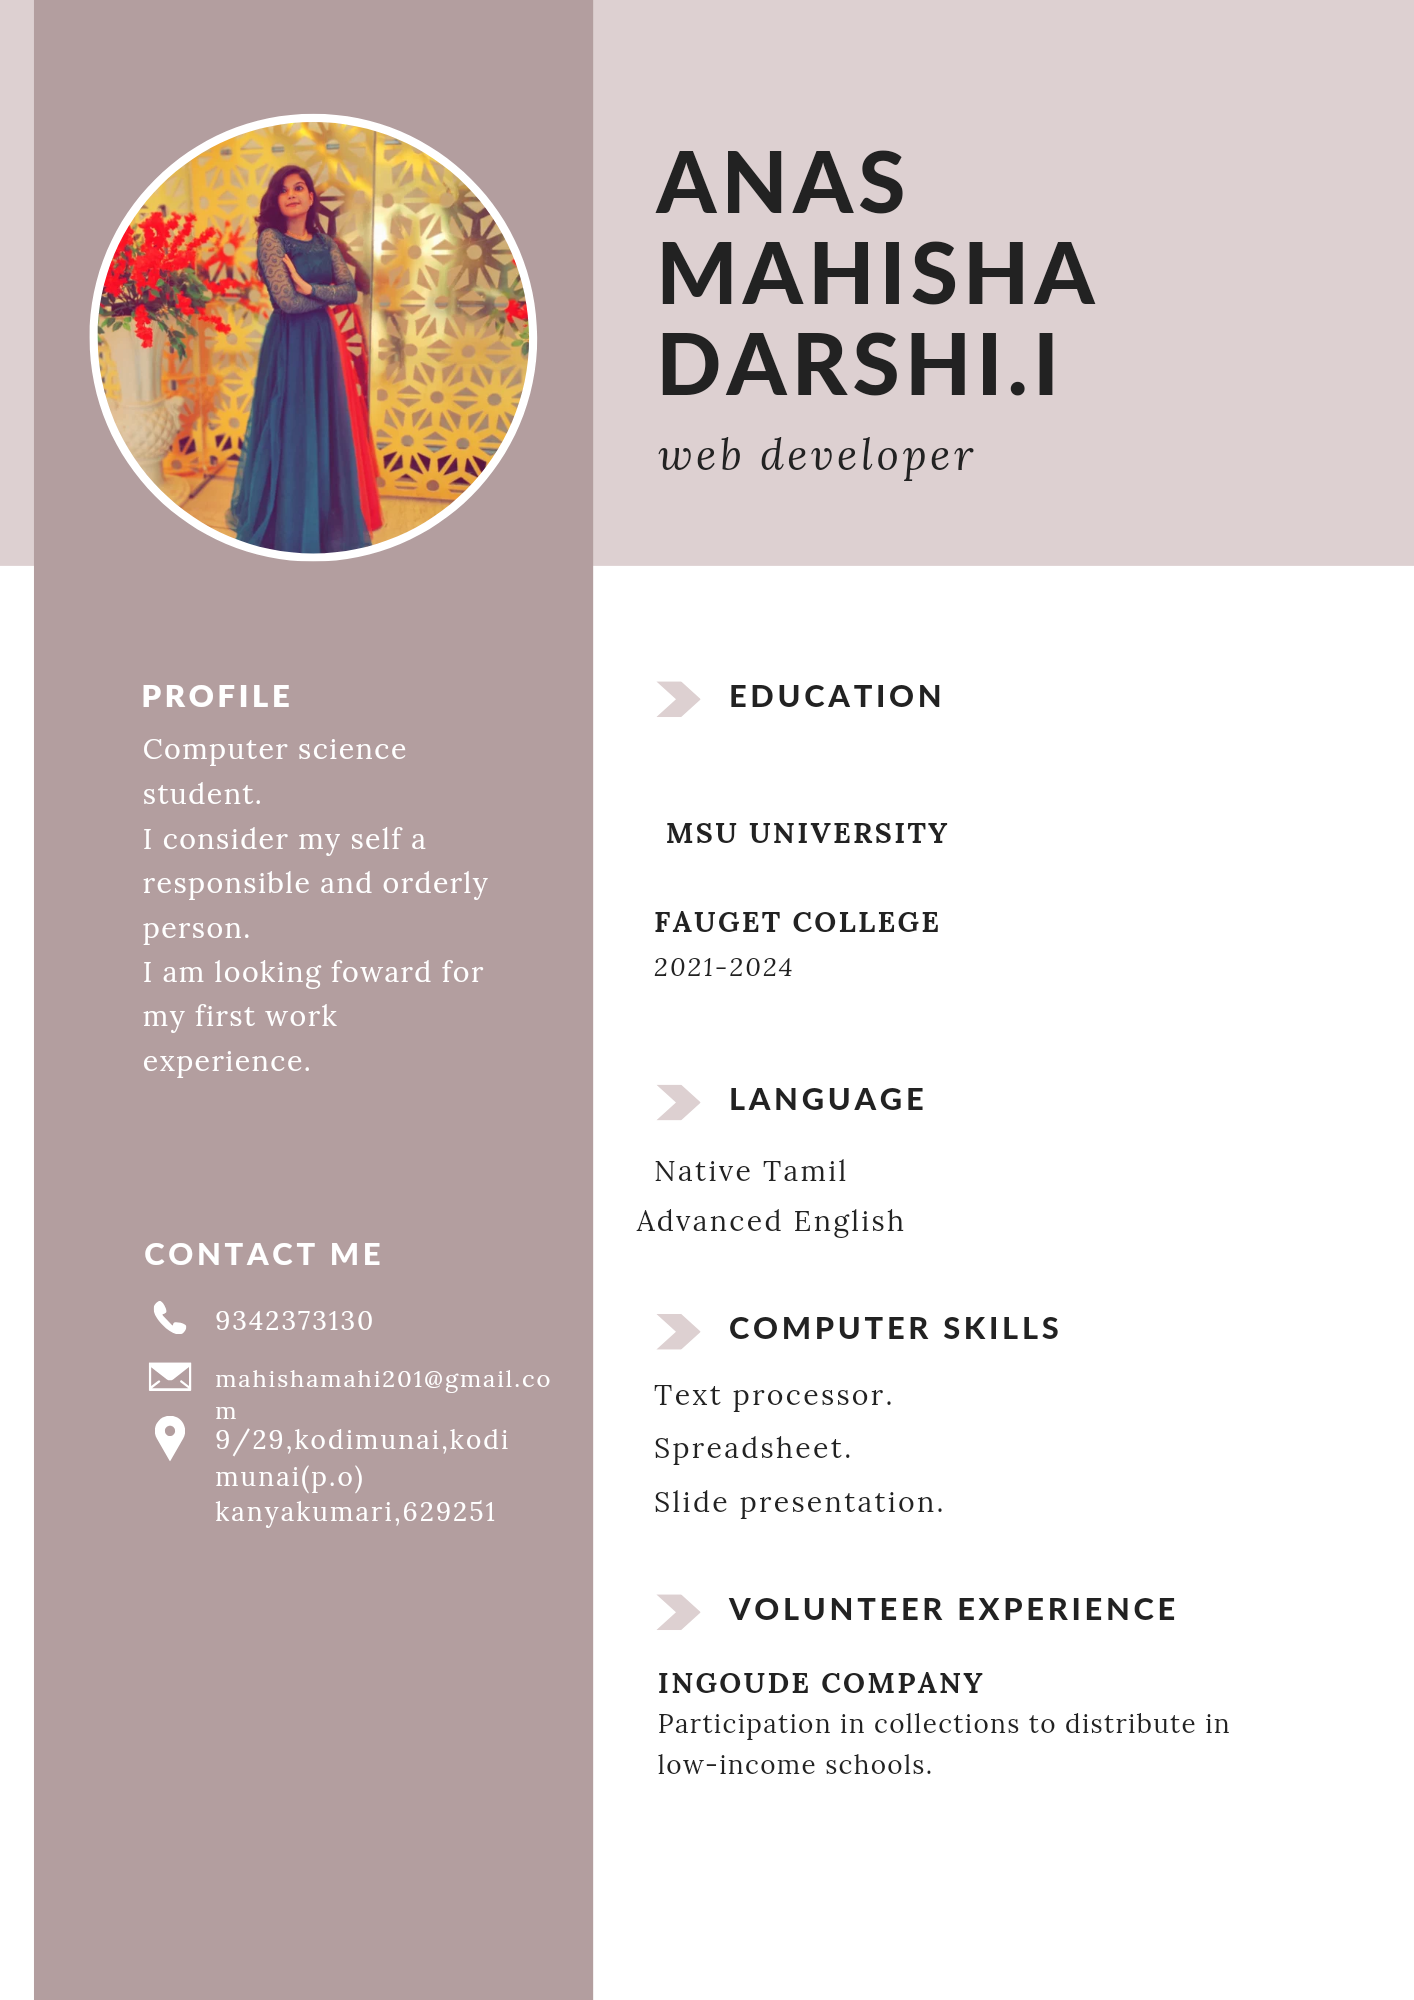 ANAS
MAHISHA
DARSHI.I
web developer
PROFILE
Computer science
student.
I consider my self a
responsible and orderly
person.
I am looking foward for
my first work
experience.
CONTACT ME
9342373130
mahishamahi201@gmail.co
m
9/29,kodimunai,kodi
munai(p.o)
kanyakumari,629251
EDUCATION
MSU UNIVERSITY
FAUGET COLLEGE
2021-2024
LANGUAGE
Native Tamil
Advanced English
COMPUTER SKILLS
Text processor.
Spreadsheet.
Slide presentation.
VOLUNTEER EXPERIENCE
INGOUDE COMPANY
Participation in collections to distribute in
low-income schools.